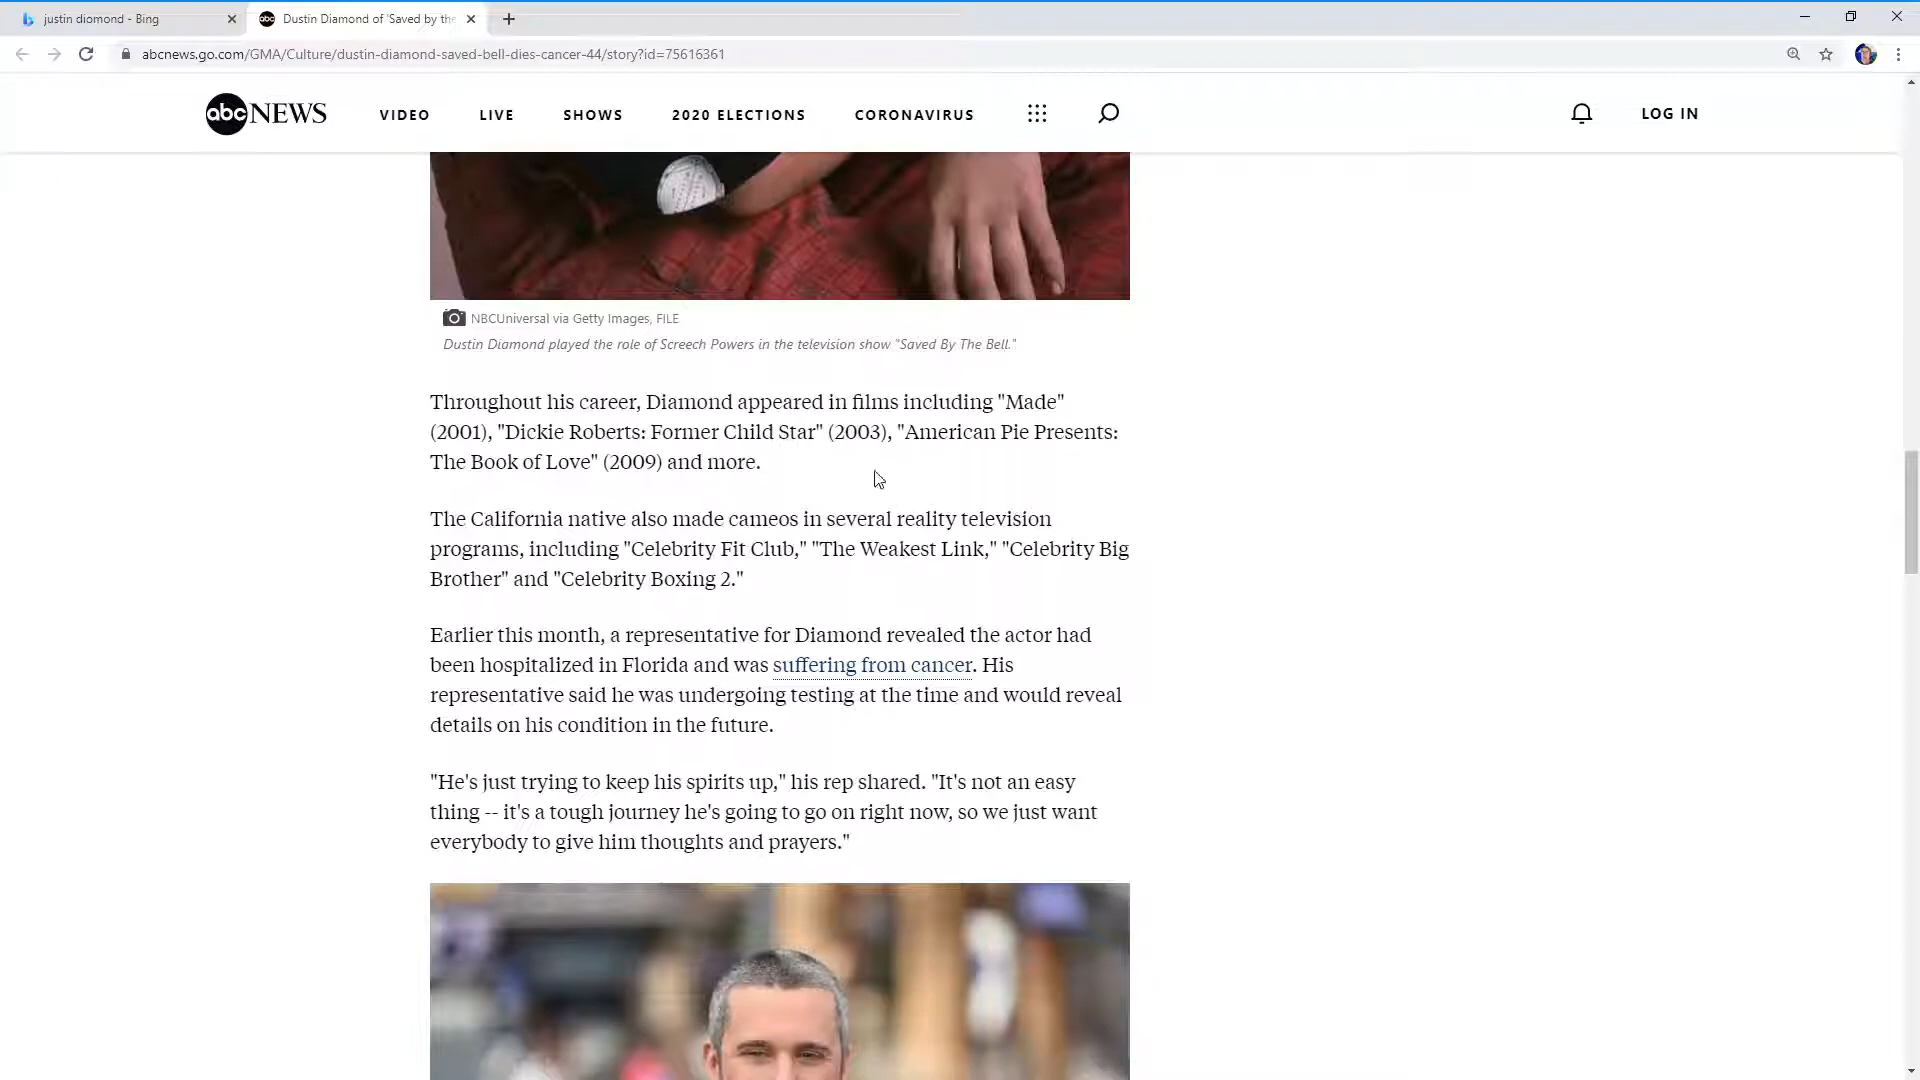 justin diomond - Bing
Dustin Diamond of 'Saved by the
abcnews.go.com/GMA/Culture/dustin-diamond-saved-bell-dies-cancer-44/story?id=75616361
abc NEWS VIDEO LIVE SHOWS 2020 ELECTIONS CORONAVIRUS LOG IN
NBCUniversal via Getty Images, FILE
Dustin Diamond played the role of Screech Powers in the television show "Saved By The Bell."
Throughout his career, Diamond appeared in films including "Made"
(2001), "Dickie Roberts: Former Child Star" (2003), "American Pie Presents:
The Book of Love" (2009) and more.
The California native also made cameos in several reality television
programs, including "Celebrity Fit Club," "The Weakest Link," "Celebrity Big
Brother" and "Celebrity Boxing 2."
Earlier this month, a representative for Diamond revealed the actor had
been hospitalized in Florida and was suffering from cancer. His
representative said he was undergoing testing at the time and would reveal
details on his condition in the future.
"He's just trying to keep his spirits up," his rep shared. "It's not an easy
thing -- it's a tough journey he's going to go on right now, so we just want
everybody to give him thoughts and prayers."